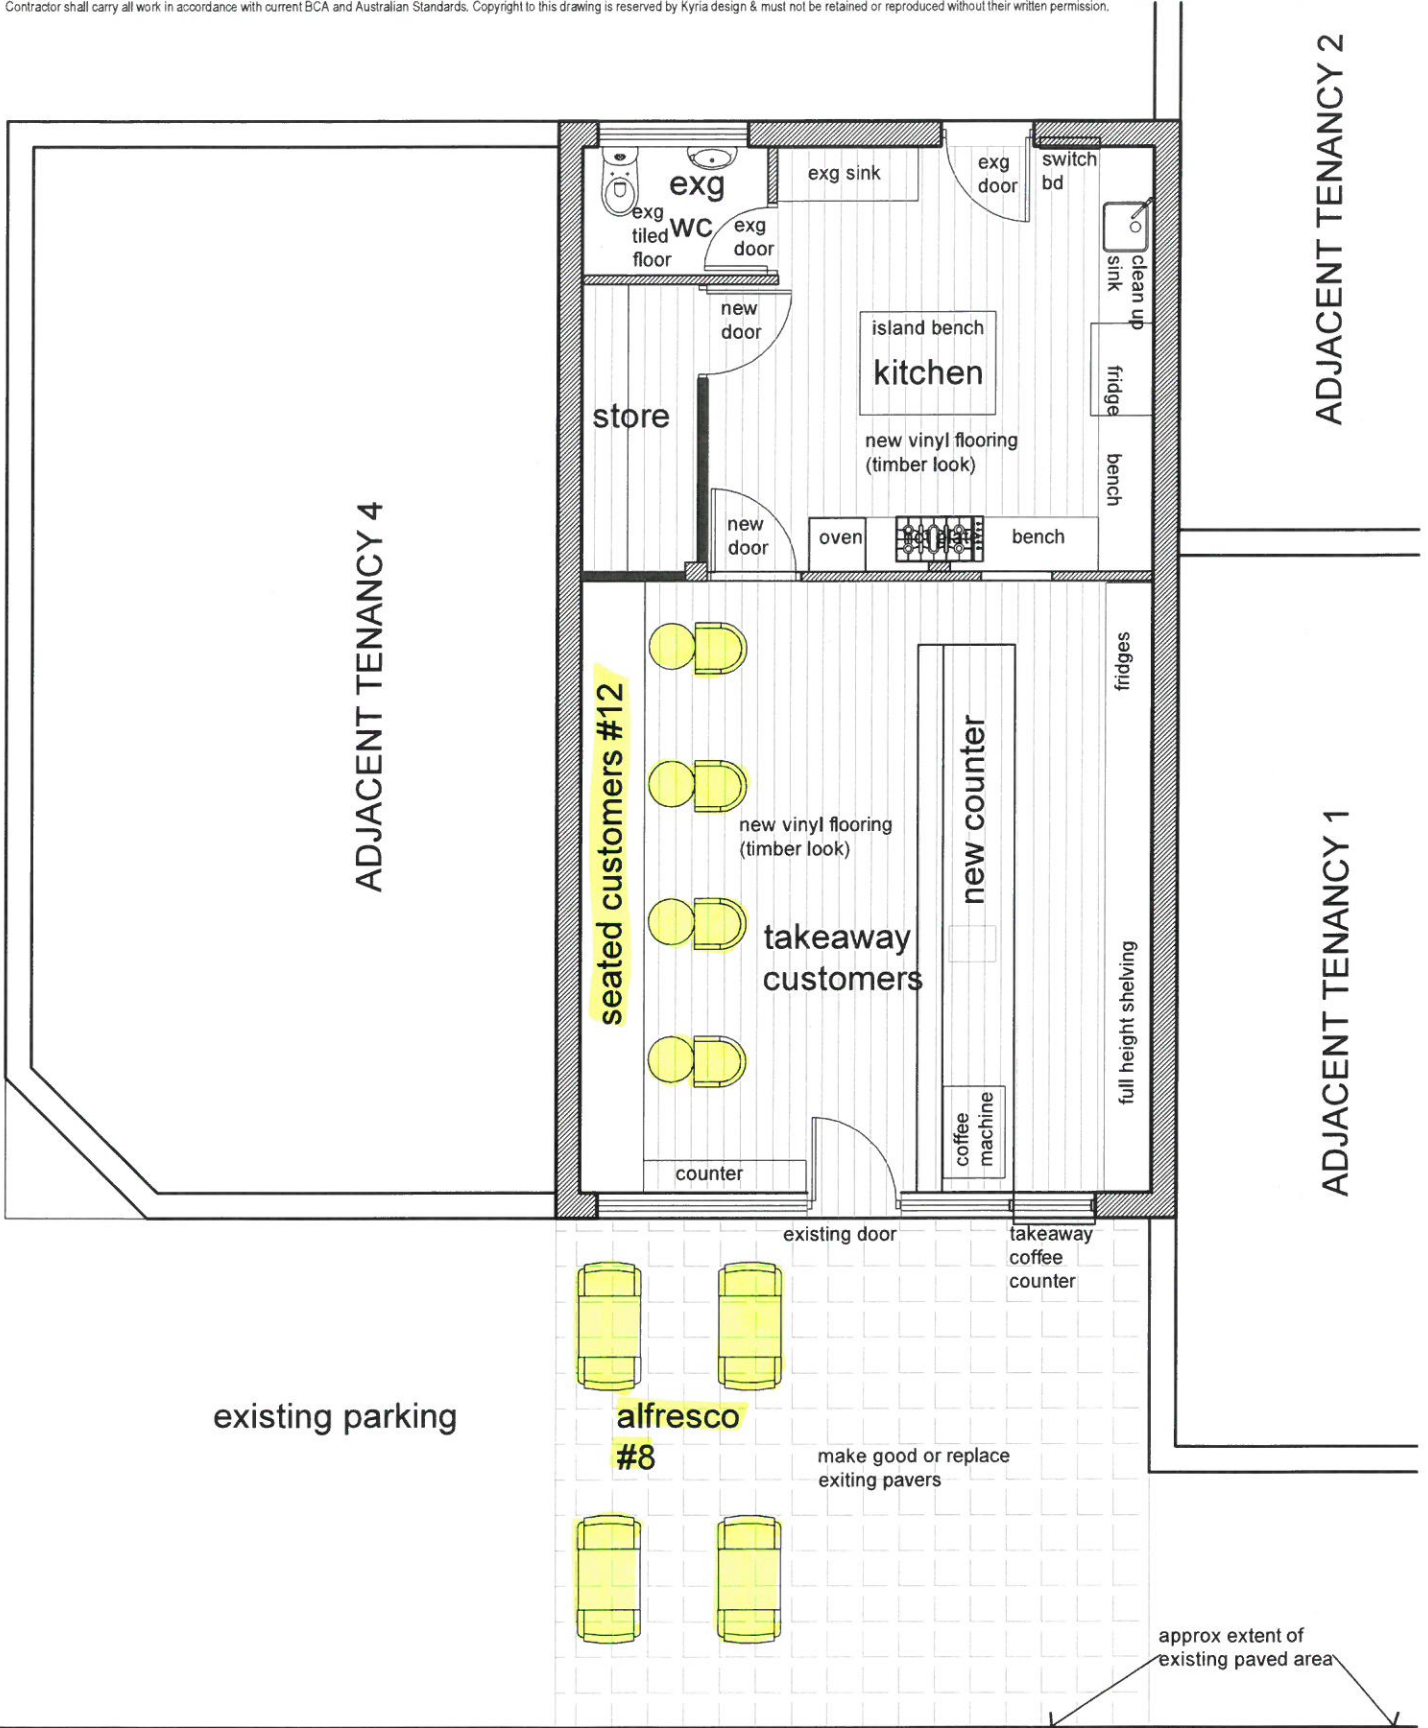 Contractor shall carry all work in accordance with current BCA and Australian Standards. Copyright to this drawing is reserved by Kyria design & must not be retained or reproduced without their written permission.
ADJACENT TENANCY 2
exg
wc
exg
tiled
floor
exg
door
exg sink
exg
door
switch
bd
clean up
sink
new
door
island bench
kitchen
fridge
store
new vinyl flooring
(timber look)
bench
new
door
oven
bench
ADJACENT TENANCY 4
seated customers #12
fridges
new counter
new vinyl flooring
(timber look)
takeaway
customers
full height shelving
coffee
machine
counter
ADJACENT TENANCY 1
existing door
takeaway
coffee
counter
existing parking
alfresco
#8
make good or replace
exiting pavers
approx extent of
existing paved area